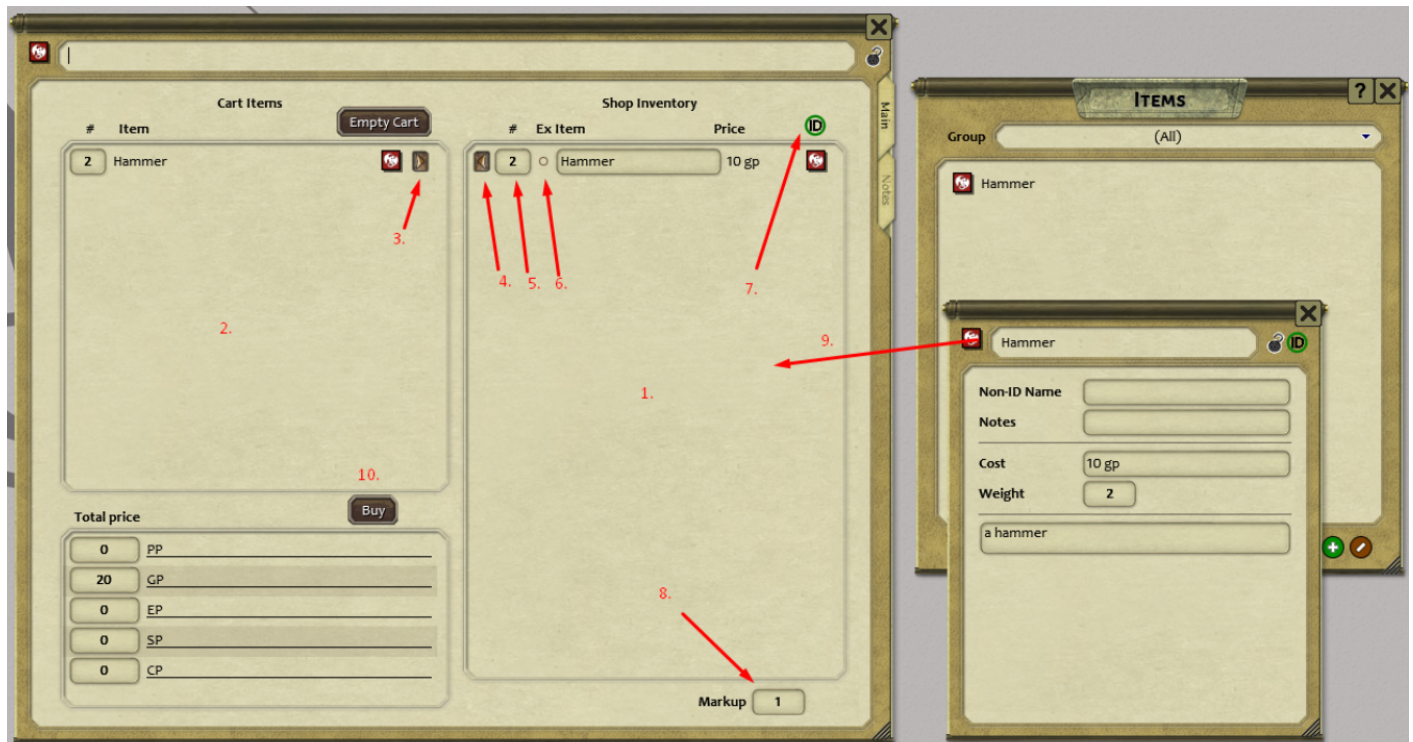 Cart Items
Empty Cart
# Item
2 Hammer
3.
2.
10.
Total price
Buy
0 PP
20 GP
0 EP
0 SP
0 CP
Shop Inventory
# Ex Item Price ID
2 Hammer 10 gp
4. 5. 6. 7.
9.
1.
8.
Markup 1
Main
Notes
ITEMS
?
Group (All)
Hammer
Hammer ID
Non-ID Name
Notes
Cost 10 gp
Weight 2
a hammer